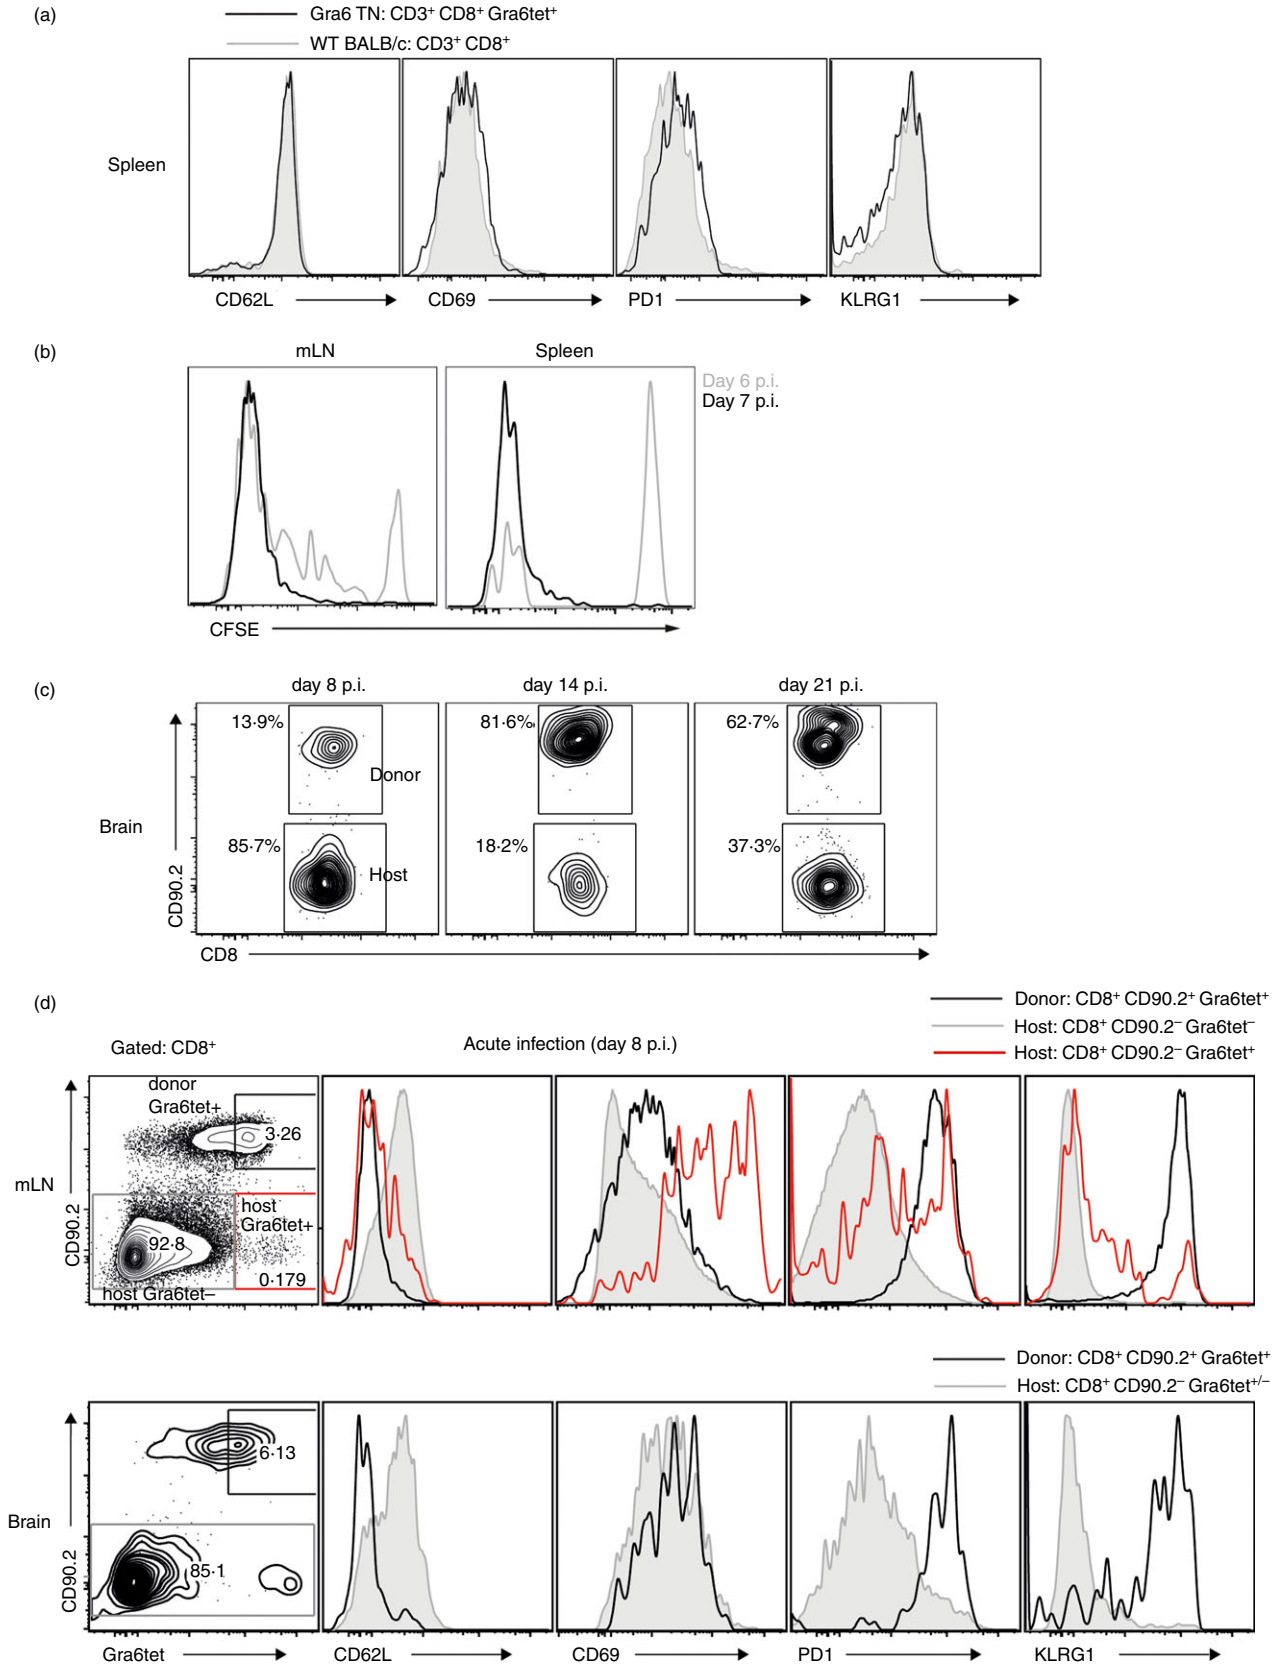 (a)
Gra6 TN: CD3⁺ CD8⁺ Gra6tet⁺
WT BALB/c: CD3⁺ CD8⁺
Spleen
CD62L
CD69
PD1
KLRG1
(b)
mLN
Spleen
Day 6 p.i.
Day 7 p.i.
CFSE
(c)
day 8 p.i.
day 14 p.i.
day 21 p.i.
13·9%
81·6%
62·7%
Donor
Brain
85·7%
18·2%
37·3%
Host
CD90.2
CD8
(d)
Donor: CD8⁺ CD90.2⁺ Gra6tet⁺
Host: CD8⁺ CD90.2⁻ Gra6tet⁻
Host: CD8⁺ CD90.2⁻ Gra6tet⁺
Gated: CD8⁺
Acute infection (day 8 p.i.)
donor
Gra6tet+
3·26
mLN
host
Gra6tet+
92·8
0·179
host Gra6tet–
CD90.2
Donor: CD8⁺ CD90.2⁺ Gra6tet⁺
Host: CD8⁺ CD90.2⁻ Gra6tet⁺/⁻
6·13
Brain
85·1
CD90.2
Gra6tet
CD62L
CD69
PD1
KLRG1